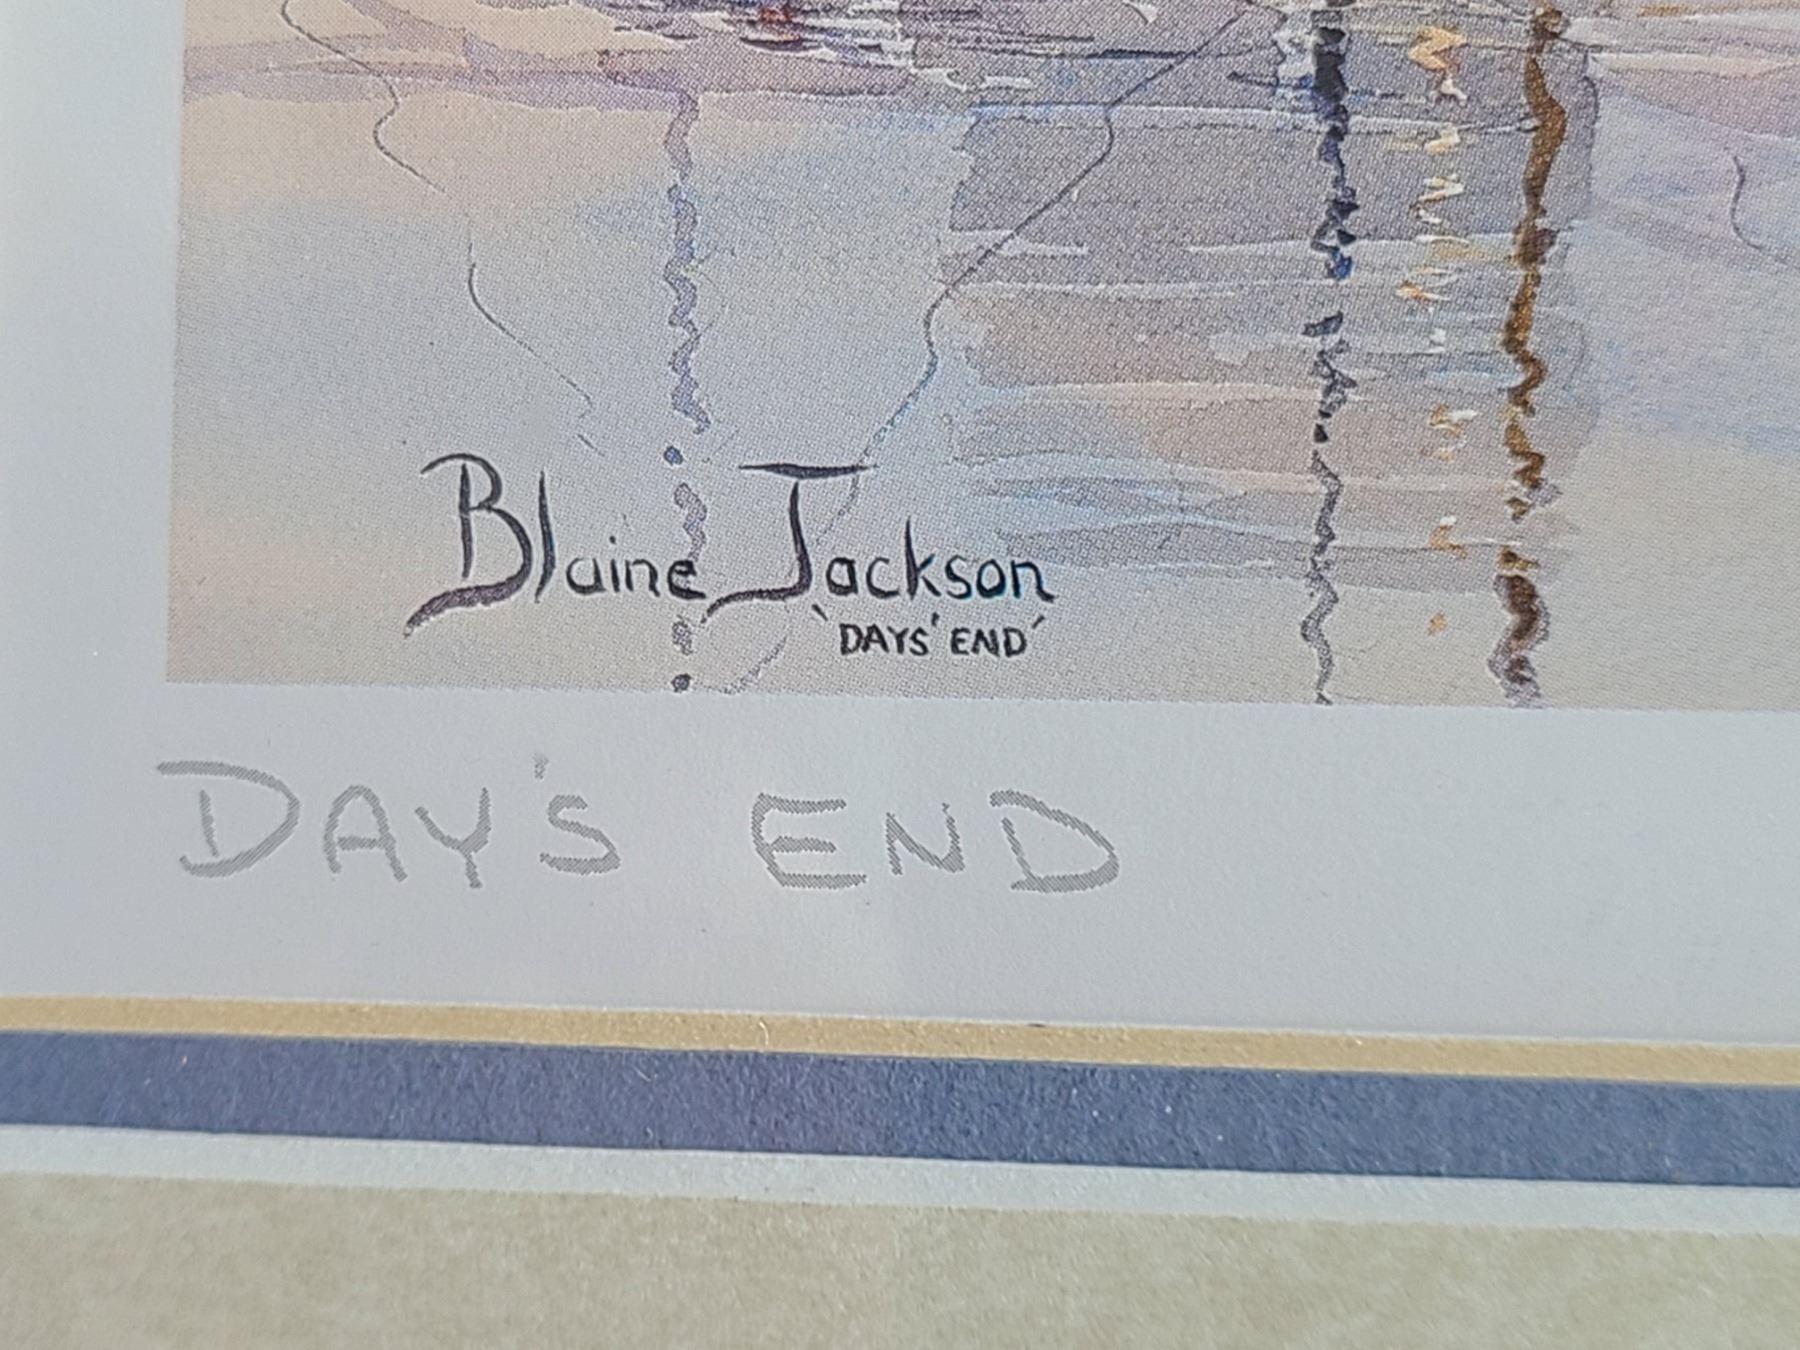 Blaine Jackson
‵DAYS′ END′
DAY'S END